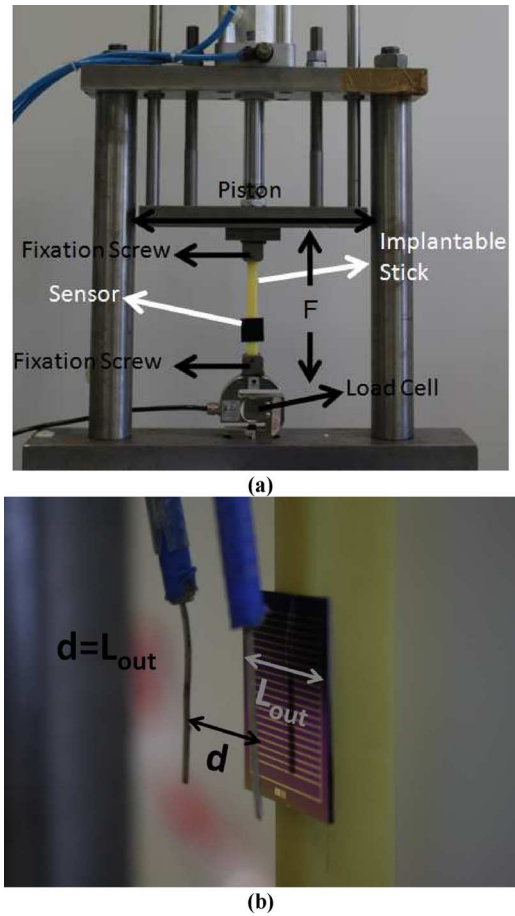 Piston
Fixation Screw
Implantable
Stick
Sensor
F
Fixation Screw
Load Cell
(a)
d=Lout
Lout
d
(b)